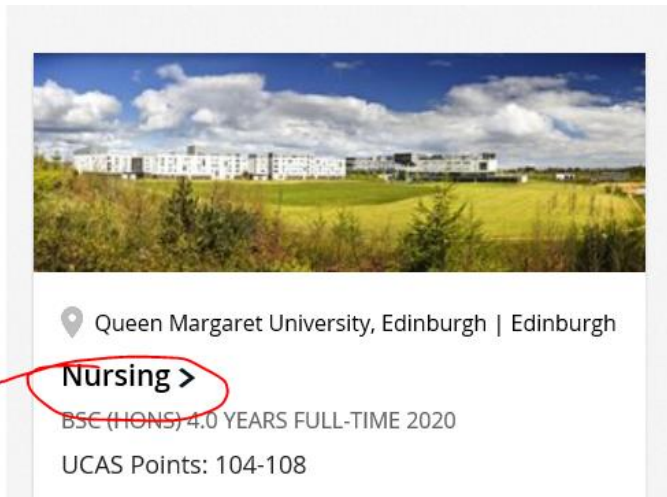 Queen Margaret University, Edinburgh | Edinburgh
Nursing >
BSC (HONS) 4.0 YEARS FULL-TIME 2020
UCAS Points: 104-108